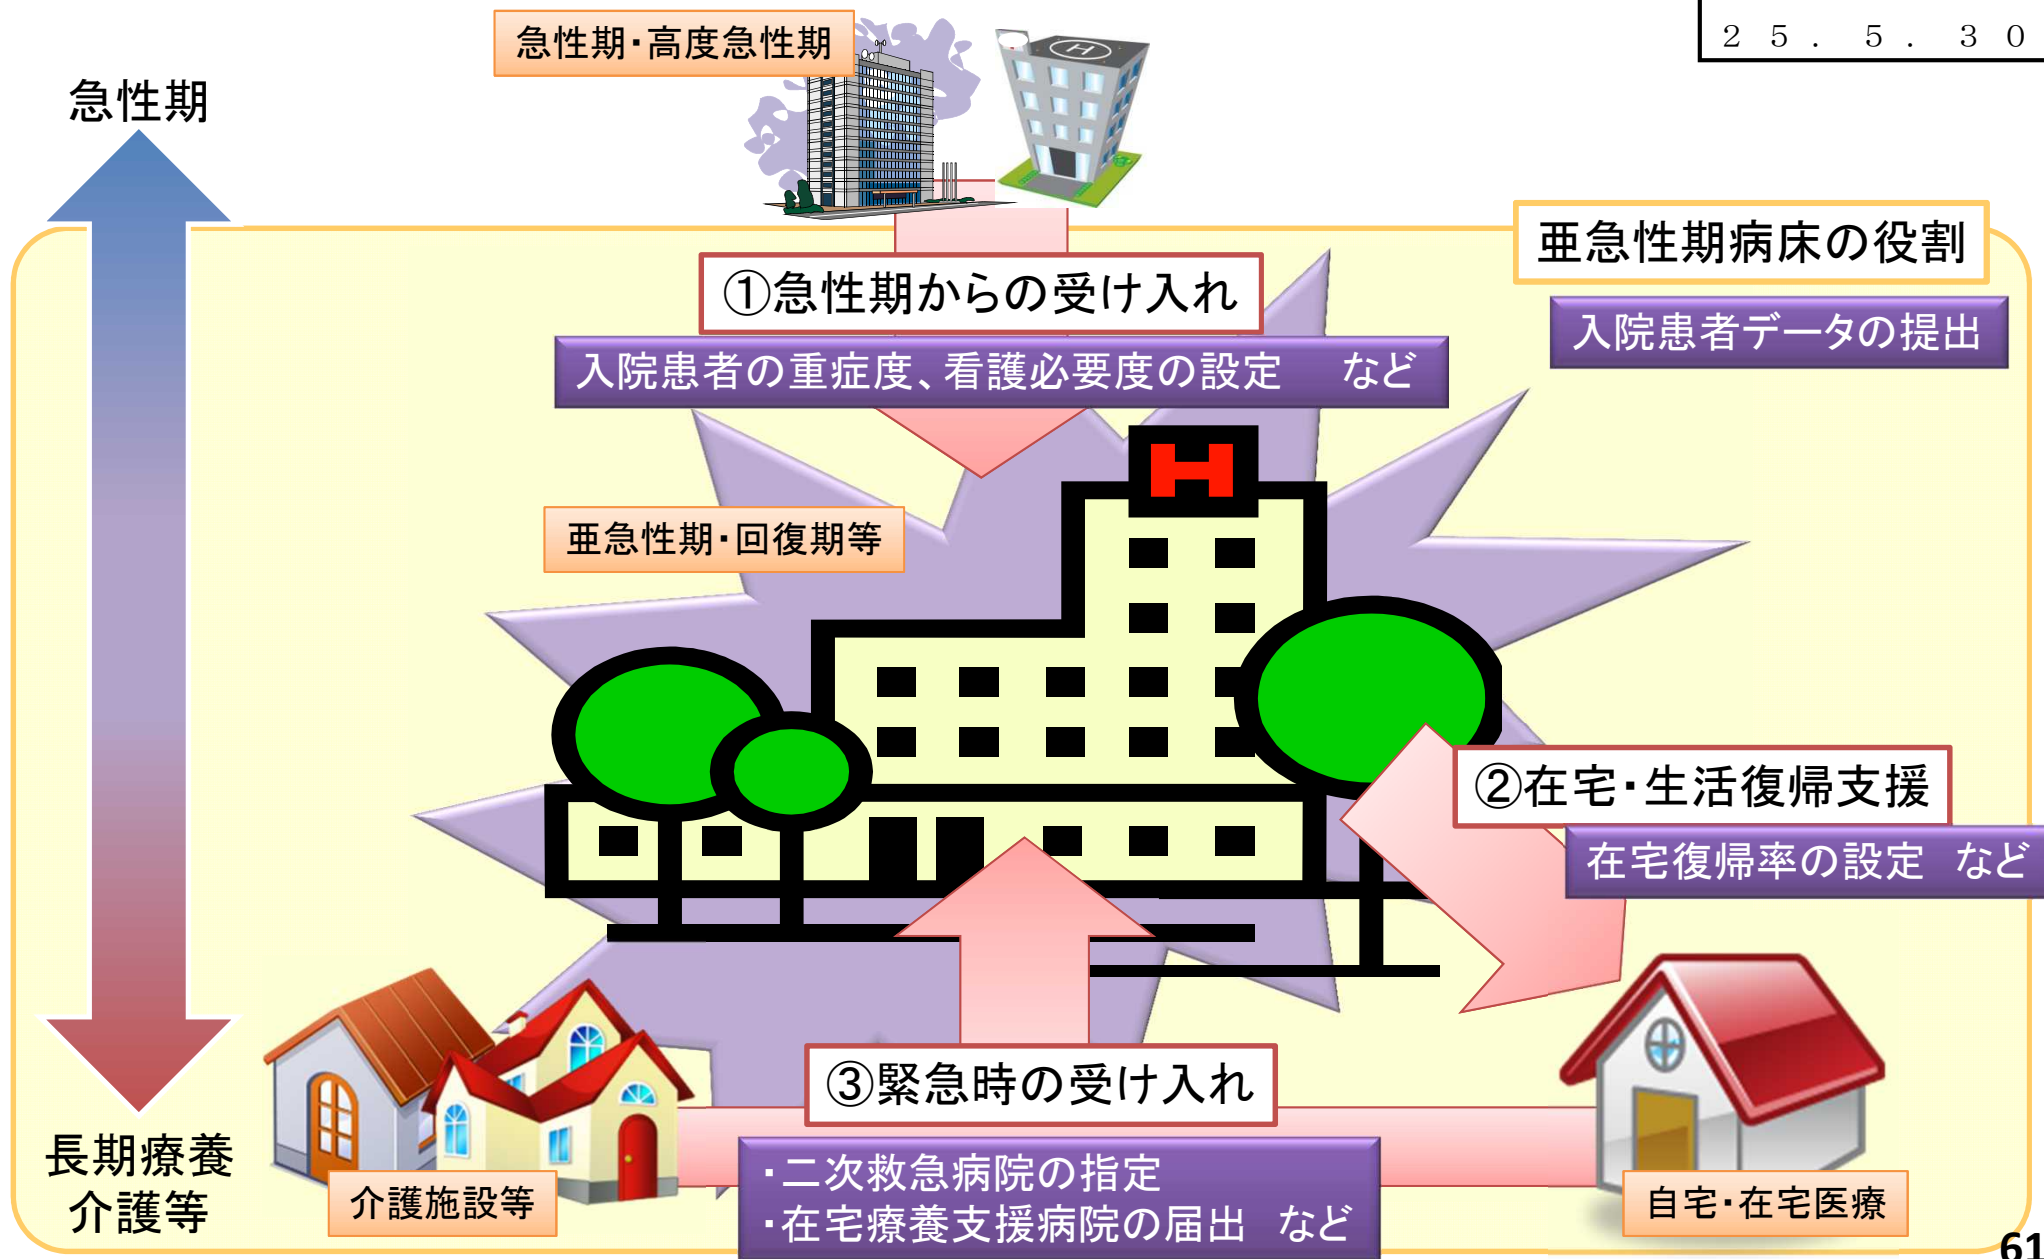 ２５．５．３０
急性期・高度急性期
急性期
亜急性期病床の役割
①急性期からの受け入れ
入院患者データの提出
入院患者の重症度、看護必要度の設定　など
H
亜急性期・回復期等
②在宅・生活復帰支援
在宅復帰率の設定　など
③緊急時の受け入れ
長期療養
介護等
・二次救急病院の指定
・在宅療養支援病院の届出　など
介護施設等
自宅・在宅医療
61